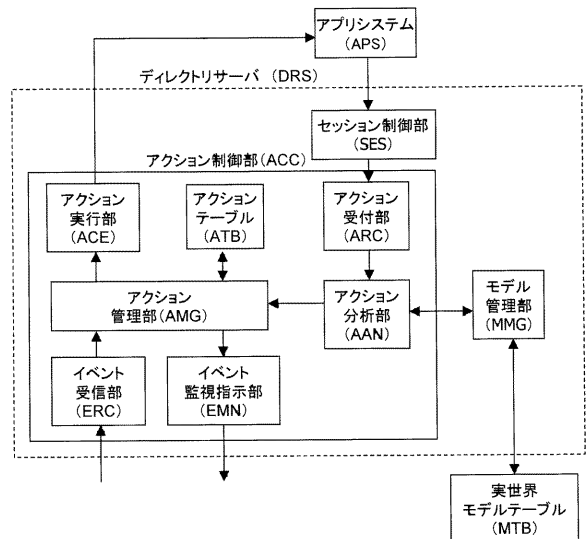 アプリシステム
(APS)
ディレクトリサーバ (DRS)
セッション制御部
(SES)
アクション制御部(ACC)
アクション
実行部
(ACE)
アクション
テーブル
(ATB)
アクション
受付部
(ARC)
アクション
管理部(AMG)
アクション
分析部
(AAN)
モデル
管理部
(MMG)
イベント
受信部
(ERC)
イベント
監視指示部
(EMN)
実世界
モデルテーブル
(MTB)